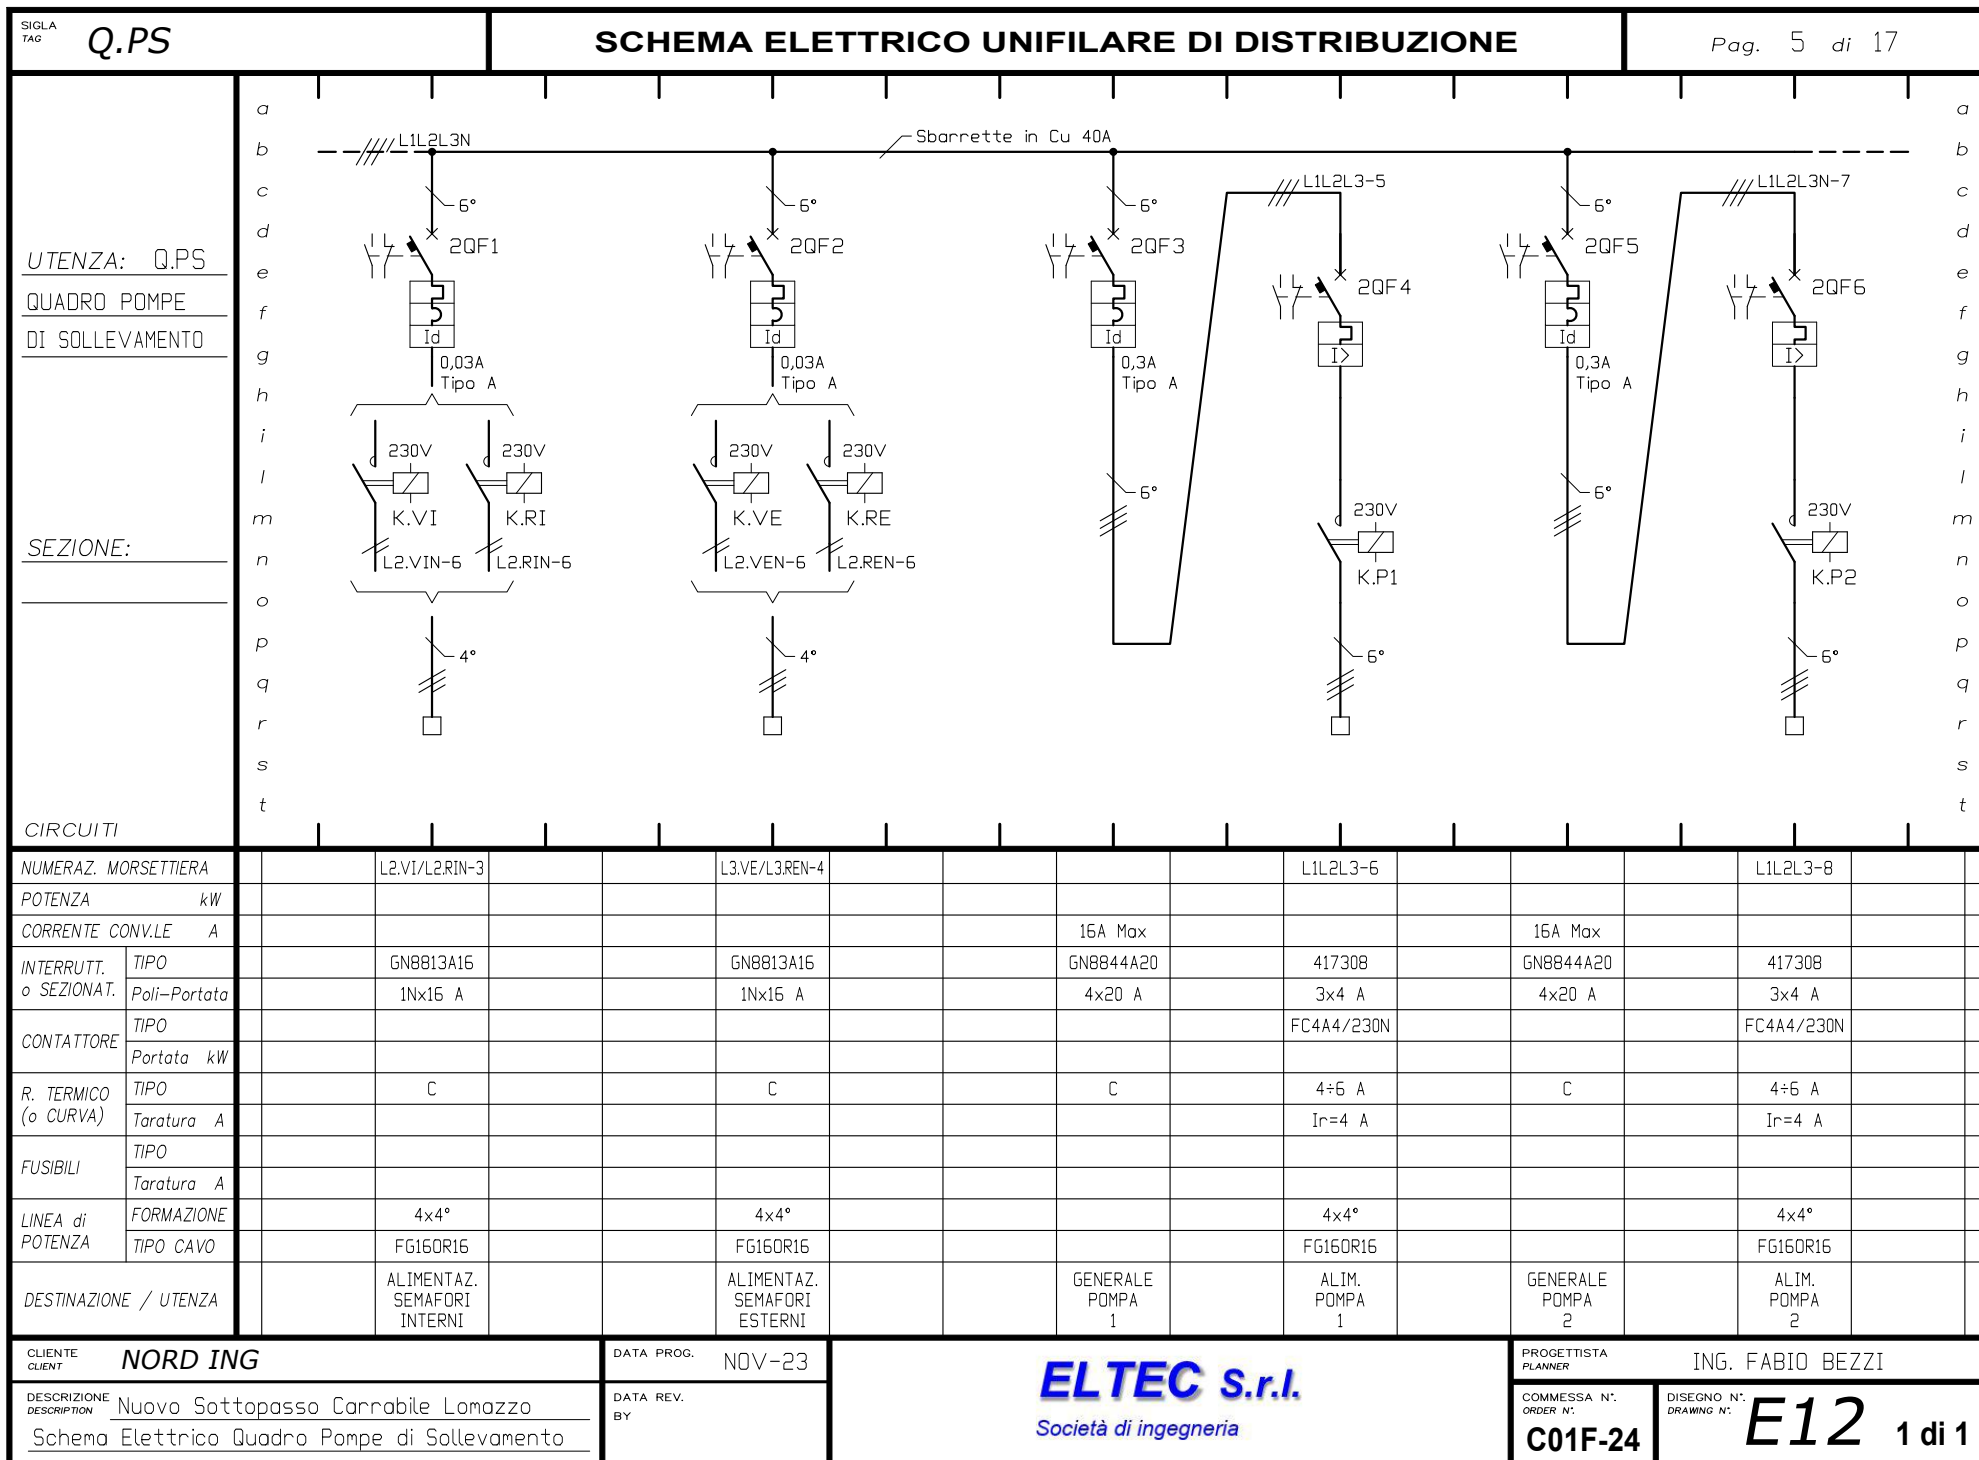 SIGLA
TAG
Q.PS
SCHEMA ELETTRICO UNIFILARE DI DISTRIBUZIONE
Pag. 5 di 17
UTENZA: Q.PS
QUADRO POMPE
DI SOLLEVAMENTO
SEZIONE:
CIRCUITI
a a
b b
c c
d d
e e
f f
g g
h h
i i
l l
m m
n n
o o
p p
q q
r r
s s
t t
L1L2L3N
Sbarrette in Cu 40A
L1L2L3-5
L1L2L3N-7
6° 6° 6° 6°
2QF1 2QF2 2QF3 2QF5
2QF4 2QF6
Id Id Id Id
I> I>
0,03A 0,03A 0,3A 0,3A
Tipo A Tipo A Tipo A Tipo A
230V 230V 230V 230V
6° 6°
K.VI K.RI K.VE K.RE
230V 230V
L2.VIN-6 L2.RIN-6 L2.VEN-6 L2.REN-6
K.P1 K.P2
4° 4° 6° 6°
NUMERAZ. MORSETTIERA L2.VI/L2.RIN-3 L3.VE/L3.REN-4 L1L2L3-6 L1L2L3-8
POTENZA kW
CORRENTE CONV.LE A 16A Max 16A Max
INTERRUTT.
o SEZIONAT.
TIPO GN8813A16 GN8813A16 GN8844A20 417308 GN8844A20 417308
Poli-Portata 1Nx16 A 1Nx16 A 4x20 A 3x4 A 4x20 A 3x4 A
CONTATTORE
TIPO FC4A4/230N FC4A4/230N
Portata kW
R. TERMICO
(o CURVA)
TIPO C C C 4÷6 A C 4÷6 A
Taratura A Ir=4 A Ir=4 A
FUSIBILI
TIPO
Taratura A
LINEA di
POTENZA
FORMAZIONE 4x4° 4x4° 4x4° 4x4°
TIPO CAVO FG16OR16 FG16OR16 FG16OR16 FG16OR16
DESTINAZIONE / UTENZA
ALIMENTAZ.
SEMAFORI
INTERNI
ALIMENTAZ.
SEMAFORI
ESTERNI
GENERALE
POMPA
1
ALIM.
POMPA
1
GENERALE
POMPA
2
ALIM.
POMPA
2
CLIENTE
CLIENT
NORD ING
DATA PROG. NOV-23
DESCRIZIONE
DESCRIPTION
Nuovo Sottopasso Carrabile Lomazzo
Schema Elettrico Quadro Pompe di Sollevamento
DATA REV.
BY
ELTEC S.r.l.
Società di ingegneria
PROGETTISTA
PLANNER
ING. FABIO BEZZI
COMMESSA N°.
ORDER N°.
C01F-24
DISEGNO N°.
DRAWING N°.
E12
1 di 1